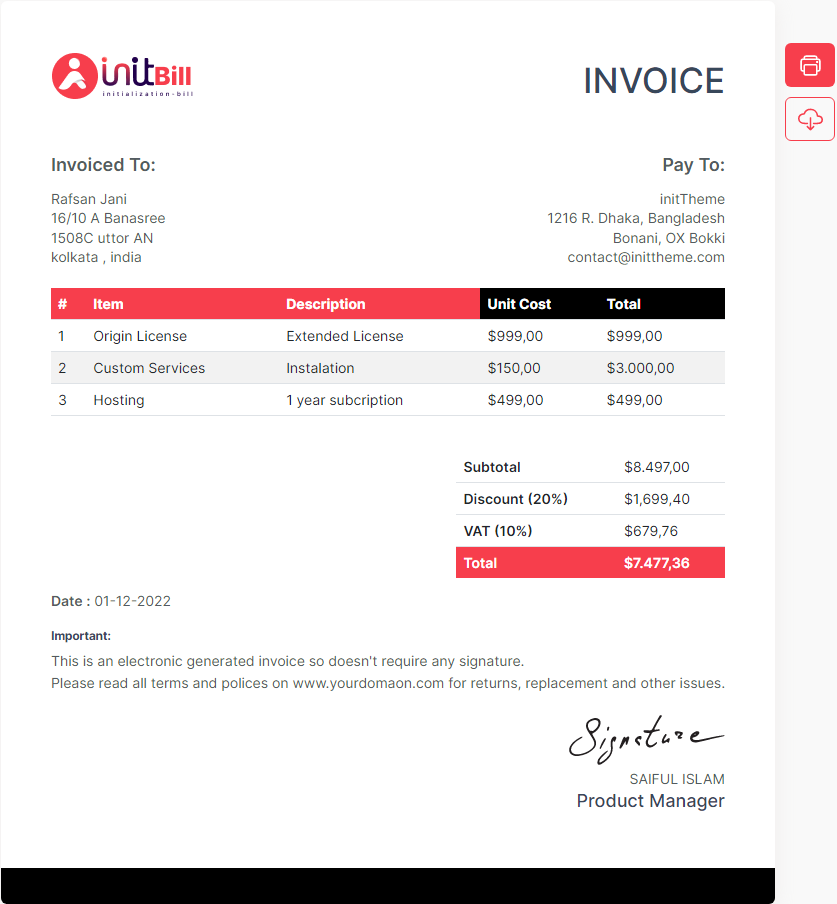 initBill
initialization-bill
INVOICE
Invoiced To:
Rafsan Jani
16/10 A Banasree
1508C uttor AN
kolkata , india
Pay To:
initTheme
1216 R. Dhaka, Bangladesh
Bonani, OX Bokki
contact@inittheme.com
# Item Description Unit Cost Total
1 Origin License Extended License $999,00 $999,00
2 Custom Services Instalation $150,00 $3.000,00
3 Hosting 1 year subcription $499,00 $499,00
Subtotal $8.497,00
Discount (20%) $1,699,40
VAT (10%) $679,76
Total $7.477,36
Date : 01-12-2022
Important:
This is an electronic generated invoice so doesn't require any signature.
Please read all terms and polices on www.yourdomaon.com for returns, replacement and other issues.
Signature
SAIFUL ISLAM
Product Manager